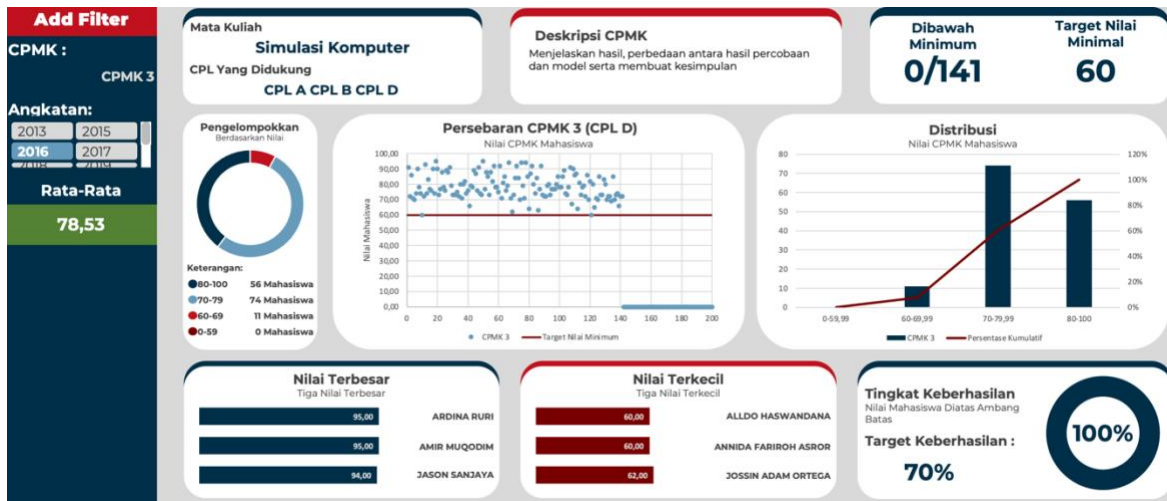 Add Filter
CPMK :
CPMK 3
Angkatan:
2013 2015
2016 2017
2018 2019
Rata-Rata
78,53
Mata Kuliah
Simulasi Komputer
CPL Yang Didukung
CPL A CPL B CPL D
Deskripsi CPMK
Menjelaskan hasil, perbedaan antara hasil percobaan
dan model serta membuat kesimpulan
Dibawah
Minimum
0/141
Target Nilai
Minimal
60
Pengelompokkan
Berdasarkan Nilai
Keterangan:
80-100 56 Mahasiswa
70-79 74 Mahasiswa
60-69 11 Mahasiswa
0-59 0 Mahasiswa
Persebaran CPMK 3 (CPL D)
Nilai CPMK Mahasiswa
Nilai Mahasiswa
100,00
90,00
80,00
70,00
60,00
50,00
40,00
30,00
20,00
10,00
0,00
0 20 40 60 80 100 120 140 160 180 200
CPMK 3 Target Nilai Minimum
Distribusi
Nilai CPMK Mahasiswa
80
70
60
50
40
30
20
10
0
120%
100%
80%
60%
40%
20%
0%
0-59,99 60-69,99 70-79,99 80-100
CPMK 3 Persentase Kumulatif
Nilai Terbesar
Tiga Nilai Terbesar
95,00 ARDINA RURI
95,00 AMIR MUQODIM
94,00 JASON SANJAYA
Nilai Terkecil
Tiga Nilai Terkecil
60,00 ALLDO HASWANDANA
60,00 ANNIDA FARIROH ASROR
62,00 JOSSIN ADAM ORTEGA
Tingkat Keberhasilan
Nilai Mahasiswa Diatas Ambang
Batas
Target Keberhasilan :
70%
100%